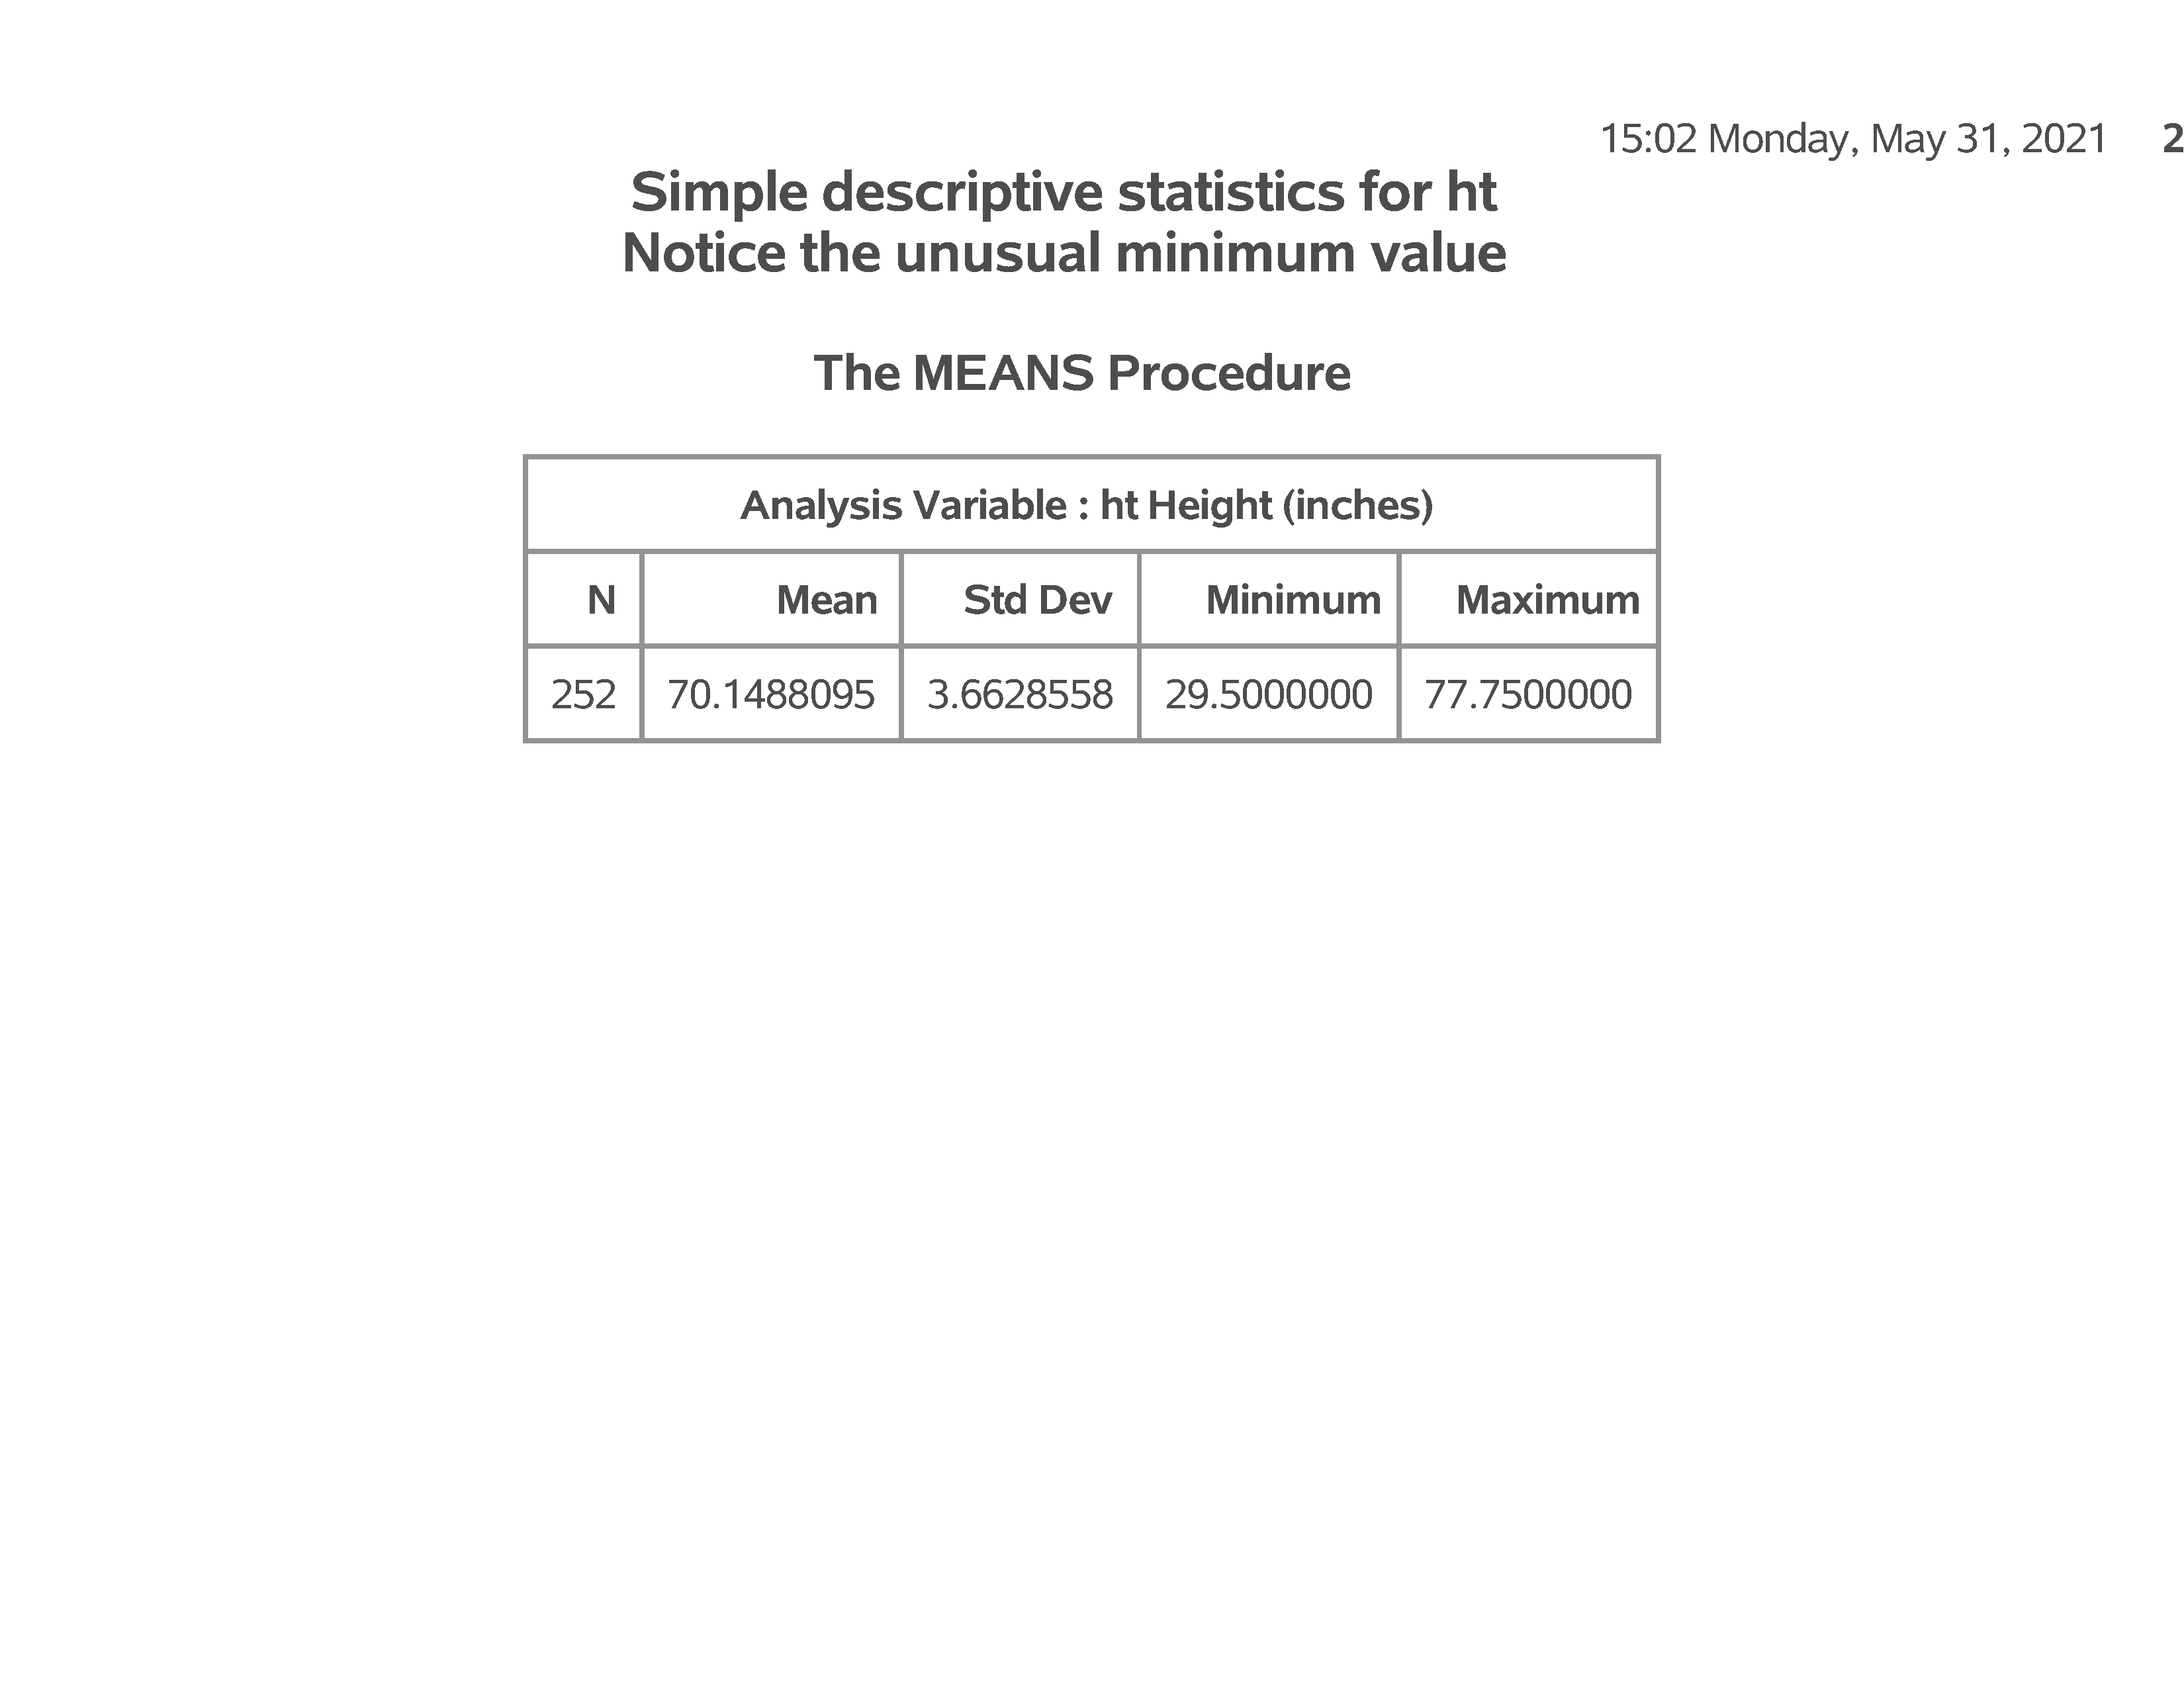 15:02 Monday, May 31, 2021 2
Simple descriptive statistics for ht
Notice the unusual minimum value
The MEANS Procedure
Analysis Variable : ht Height (inches)
N Mean Std Dev Minimum Maximum
252 70.1488095 3.6628558 29.5000000 77.7500000